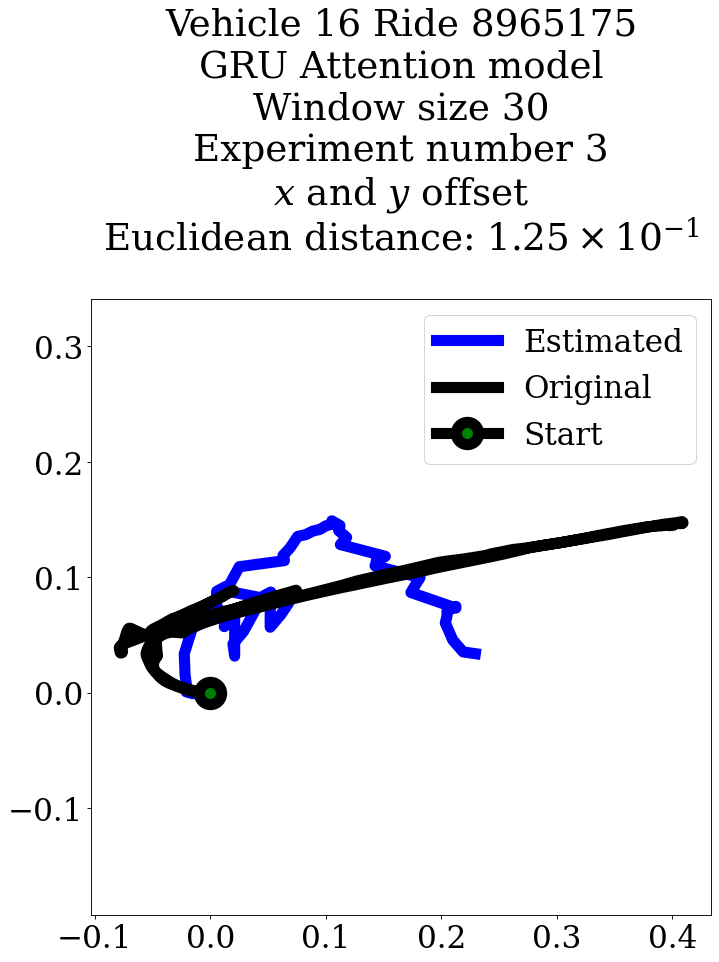 Vehicle 16 Ride 8965175
GRU Attention model
Window size 30
Experiment number 3
x and y offset
Euclidean distance: 1.25 × 10⁻¹
Estimated
Original
Start
0.3
0.2
0.1
0.0
−0.1
−0.1 0.0 0.1 0.2 0.3 0.4